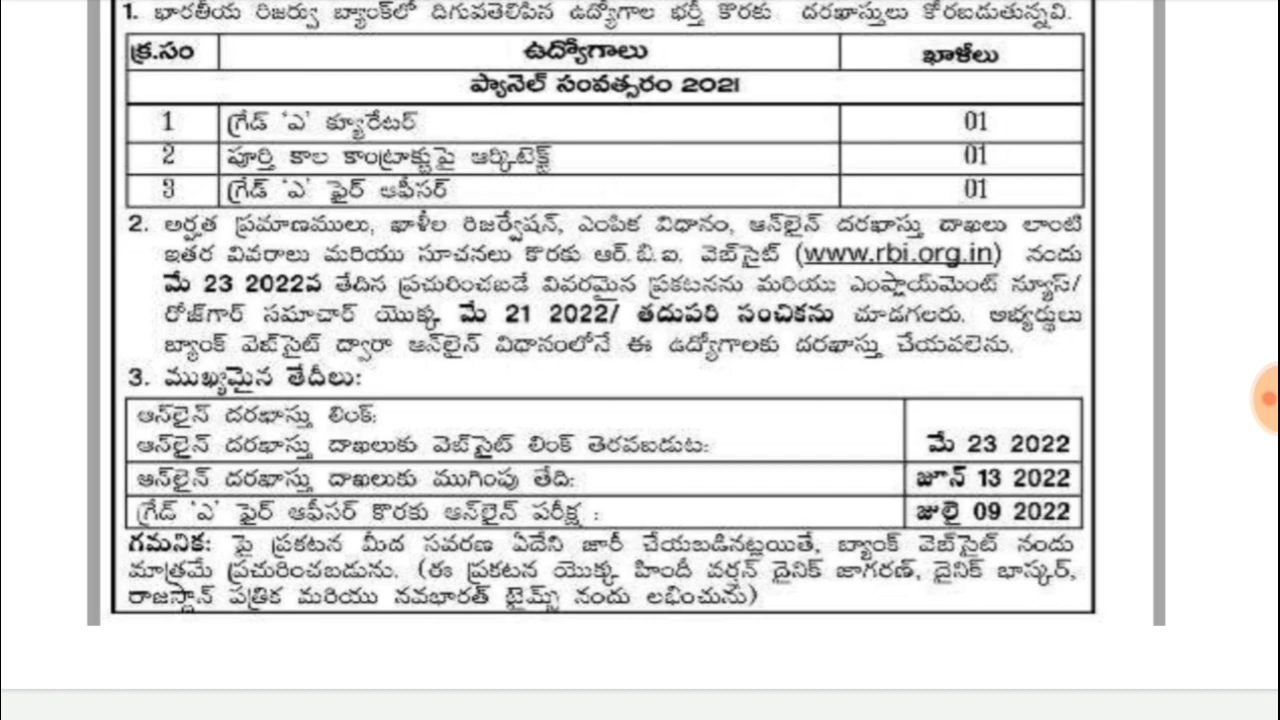 1. భారతీయ రిజర్వు బ్యాంక్‌లో దిగువతెలిపిన ఉద్యోగాల భర్తీ కొరకు దరఖాస్తులు కోరబడుతున్నవి.
క్ర.సం ఉద్యోగాలు ఖాళీలు
ప్యానెల్ సంవత్సరం 2021
1 గ్రేడ్ 'ఎ' క్యూరేటర్ 01
2 పూర్తి కాల కాంట్రాక్టుపై ఆర్కిటెక్ట్ 01
3 గ్రేడ్ 'ఎ' ఫైర్ ఆఫీసర్ 01
2. అర్హత ప్రమాణములు, ఖాళీల రిజర్వేషన్, ఎంపిక విధానం, ఆన్‌లైన్ దరఖాస్తు దాఖలు లాంటి
ఇతర వివరాలు మరియు సూచనలు కొరకు ఆర్.బి.ఐ. వెబ్‌సైట్ (www.rbi.org.in) నందు
మే 23 2022వ తేదిన ప్రచురించబడే వివరమైన ప్రకటనను మరియు ఎంప్లాయ్‌మెంట్ న్యూస్/
రోజ్‌గార్ సమాచార్ యొక్క మే 21 2022/ తదుపరి సంచికను చూడగలరు. అభ్యర్థులు
బ్యాంక్ వెబ్‌సైట్ ద్వారా ఆన్‌లైన్ విధానంలోనే ఈ ఉద్యోగాలకు దరఖాస్తు చేయవలెను.
3. ముఖ్యమైన తేదీలు:
ఆన్‌లైన్ దరఖాస్తు లింక్:
ఆన్‌లైన్ దరఖాస్తు దాఖలుకు వెబ్‌సైట్ లింక్ తెరవబడుట: మే 23 2022
ఆన్‌లైన్ దరఖాస్తు దాఖలుకు ముగింపు తేది: జూన్ 13 2022
గ్రేడ్ 'ఎ' ఫైర్ ఆఫీసర్ కొరకు ఆన్‌లైన్ పరీక్ష : జులై 09 2022
గమనిక: పై ప్రకటన మీద సవరణ ఏదేని జారీ చేయబడినట్లయితే, బ్యాంక్ వెబ్‌సైట్ నందు
మాత్రమే ప్రచురించబడును. (ఈ ప్రకటన యొక్క హిందీ వర్షన్ దైనిక్ జాగరణ్, దైనిక్ భాస్కర్,
రాజస్థాన్ పత్రిక మరియు నవభారత్ టైమ్స్ నందు లభించును)